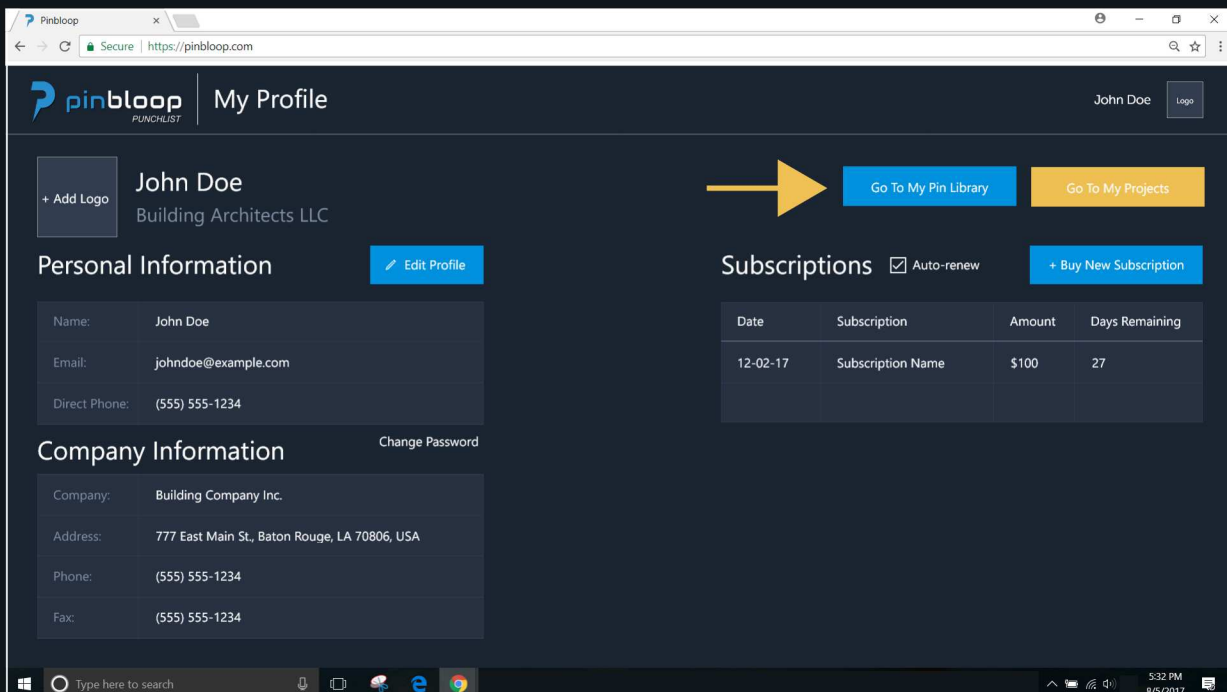 Pinbloop
Secure | https://pinbloop.com
pinbloop
PUNCHLIST
My Profile
John Doe
Logo
+ Add Logo
John Doe
Building Architects LLC
Go To My Pin Library
Go To My Projects
Personal Information
Edit Profile
Name: John Doe
Email: johndoe@example.com
Direct Phone: (555) 555-1234
Subscriptions
Auto-renew
+ Buy New Subscription
Date Subscription Amount Days Remaining
12-02-17 Subscription Name $100 27
Company Information
Change Password
Company: Building Company Inc.
Address: 777 East Main St., Baton Rouge, LA 70806, USA
Phone: (555) 555-1234
Fax: (555) 555-1234
Type here to search
5:32 PM
8/5/2017